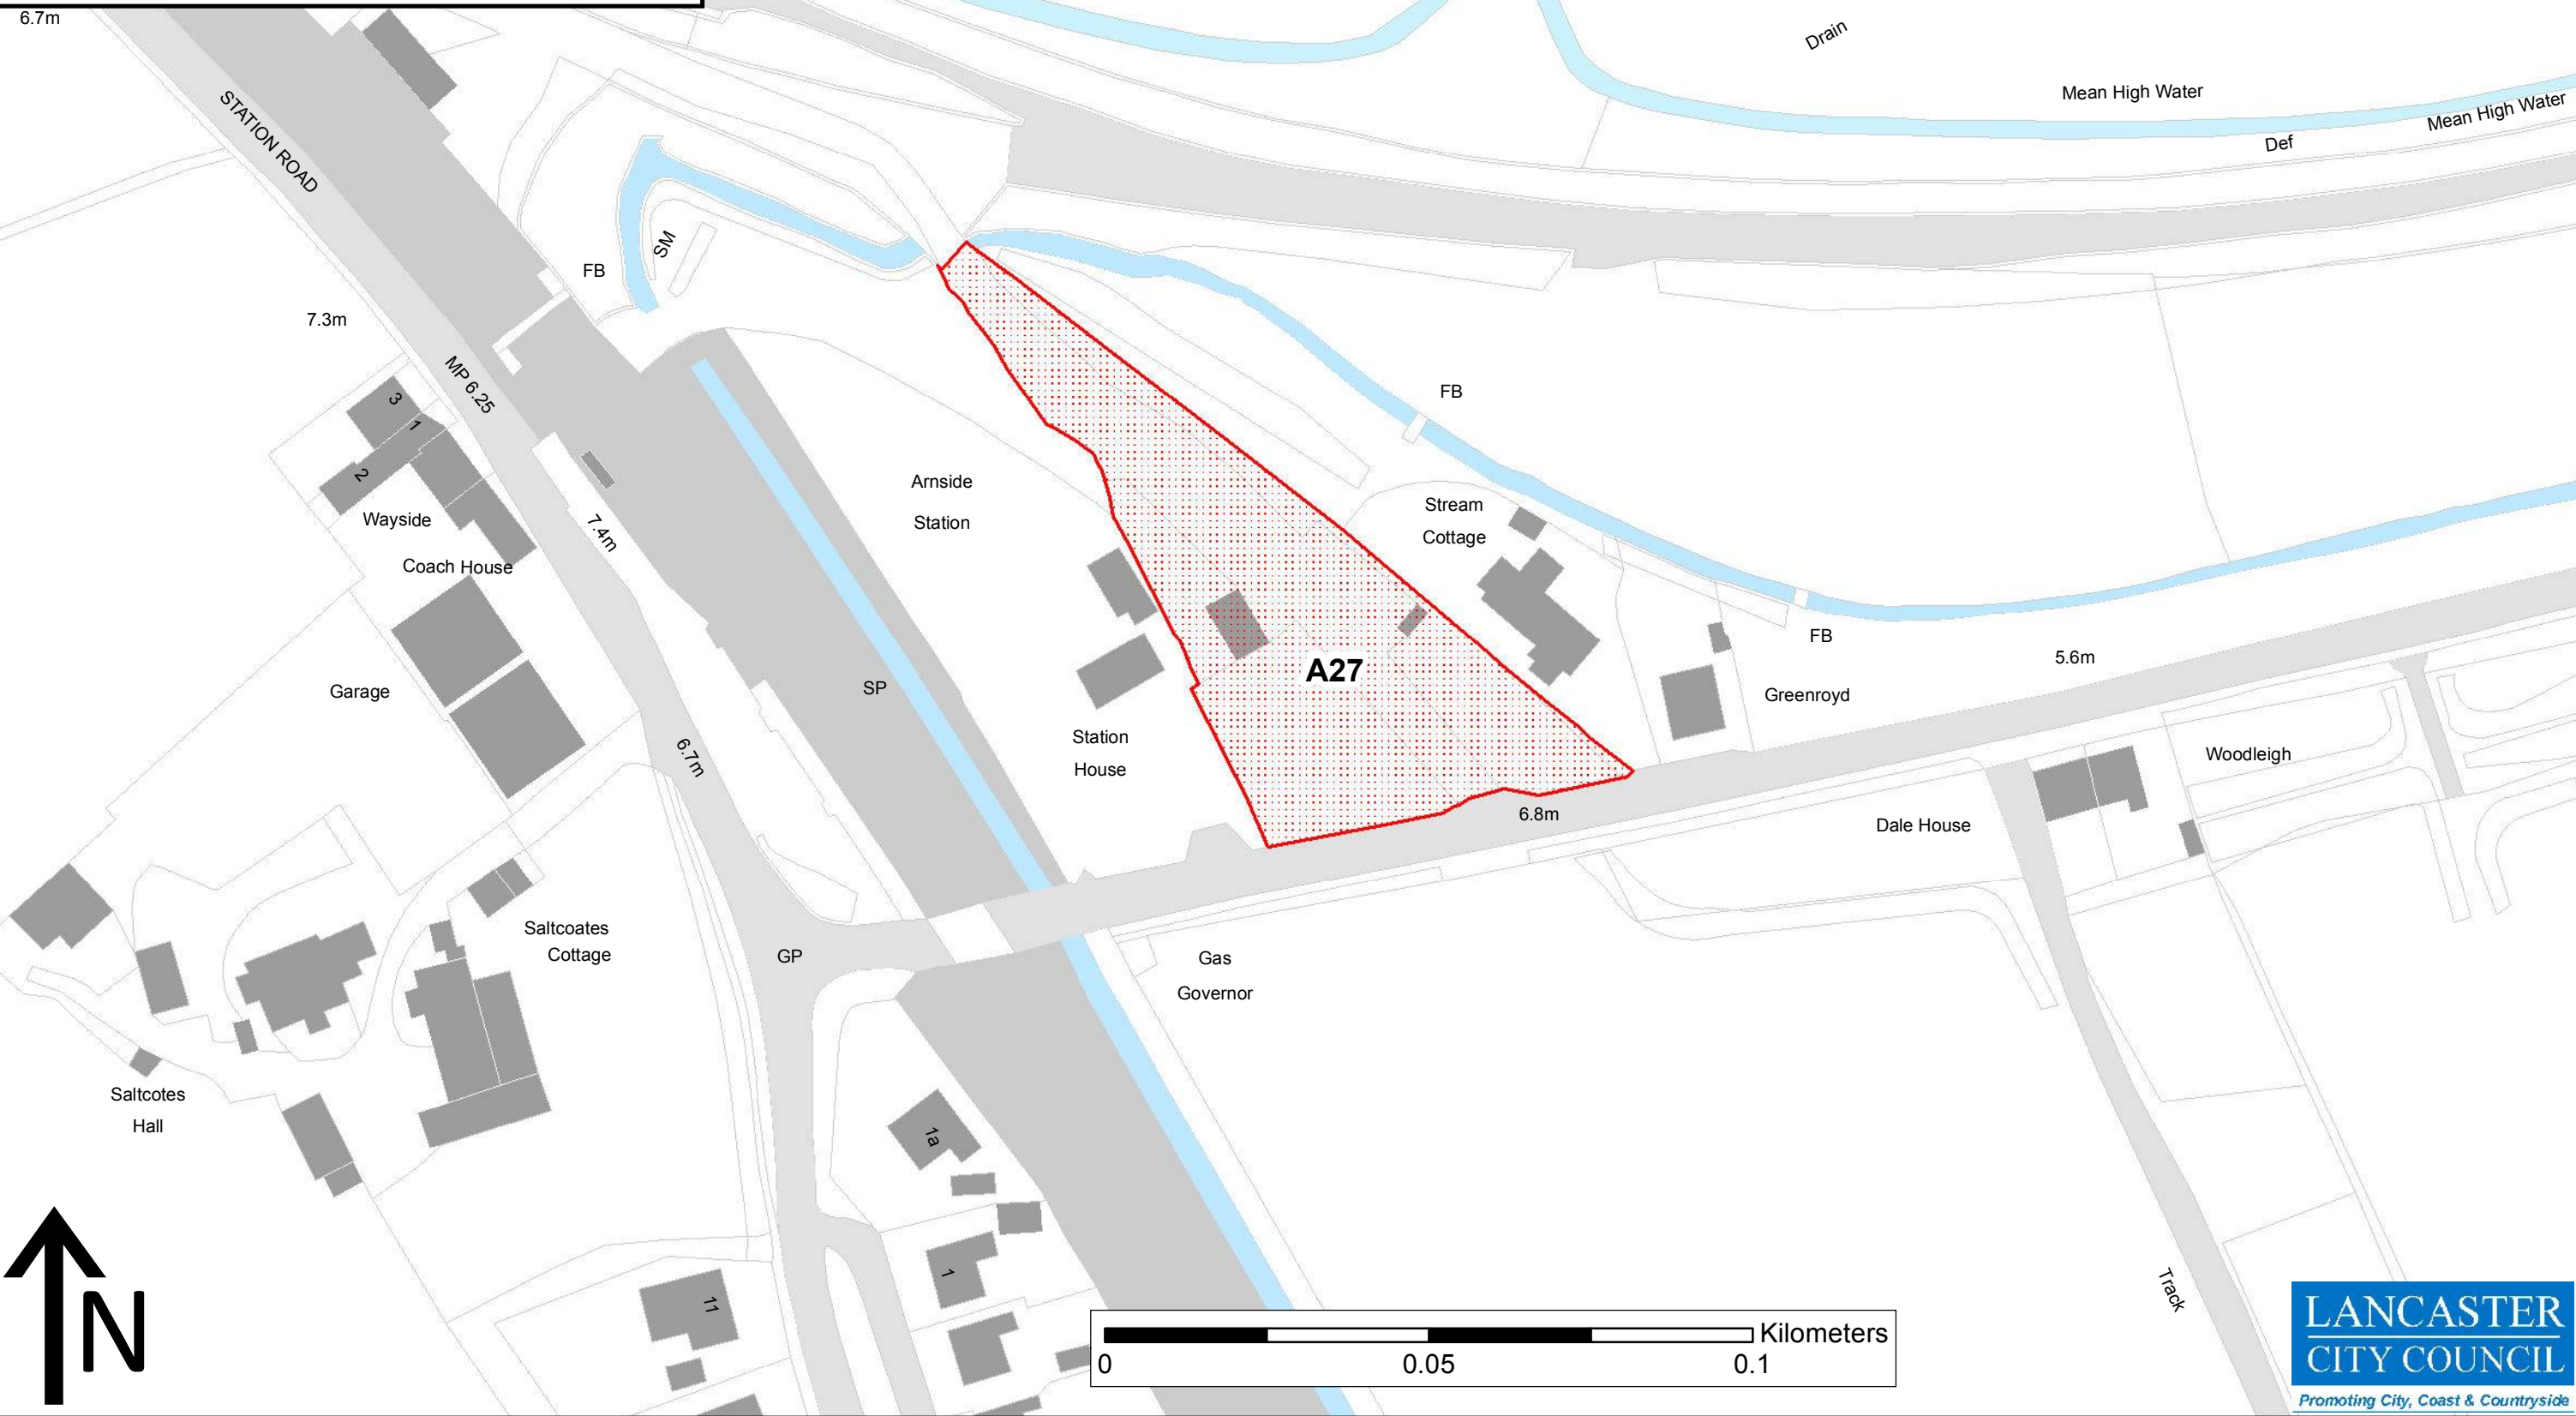 6.7m
Drain
Mean High Water
Mean High Water
Def
STATION ROAD
SM
FB
7.3m
MP 6.25
FB
3
1
2
Arnside
Station
Stream
Cottage
Wayside
7.4m
Coach House
FB
5.6m
A27
Garage
SP
Greenroyd
Station
House
6.7m
Woodleigh
6.8m
Dale House
Saltcoates
Cottage
GP
Gas
Governor
Saltcotes
Hall
1a
1
11
Track
N
Kilometers
0 0.05 0.1
LANCASTER
CITY COUNCIL
Promoting City, Coast & Countryside